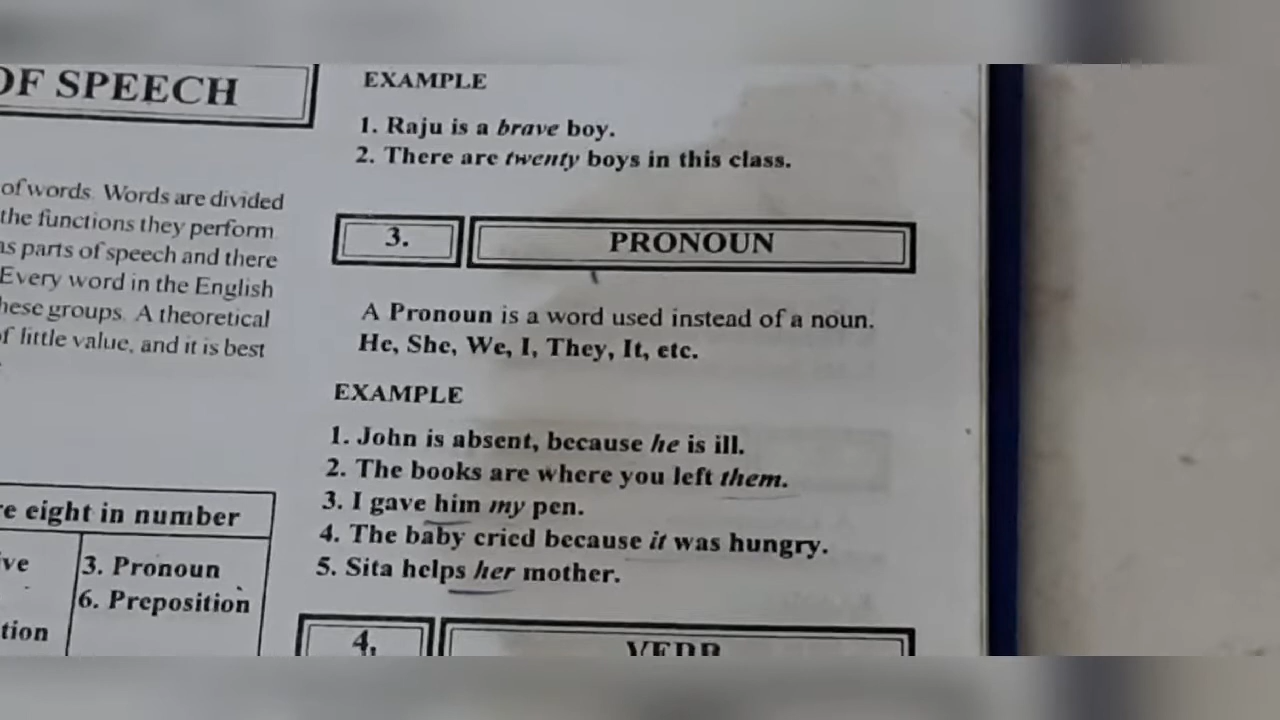 OF SPEECH
of words. Words are divided
the functions they perform
as parts of speech and there
Every word in the English
these groups. A theoretical
of little value, and it is best
eight in number
3. Pronoun
6. Preposition
EXAMPLE
1. Raju is a brave boy.
2. There are twenty boys in this class.
3. PRONOUN
A Pronoun is a word used instead of a noun.
He, She, We, I, They, It, etc.
EXAMPLE
1. John is absent, because he is ill.
2. The books are where you left them.
3. I gave him my pen.
4. The baby cried because it was hungry.
5. Sita helps her mother.
4. VERB